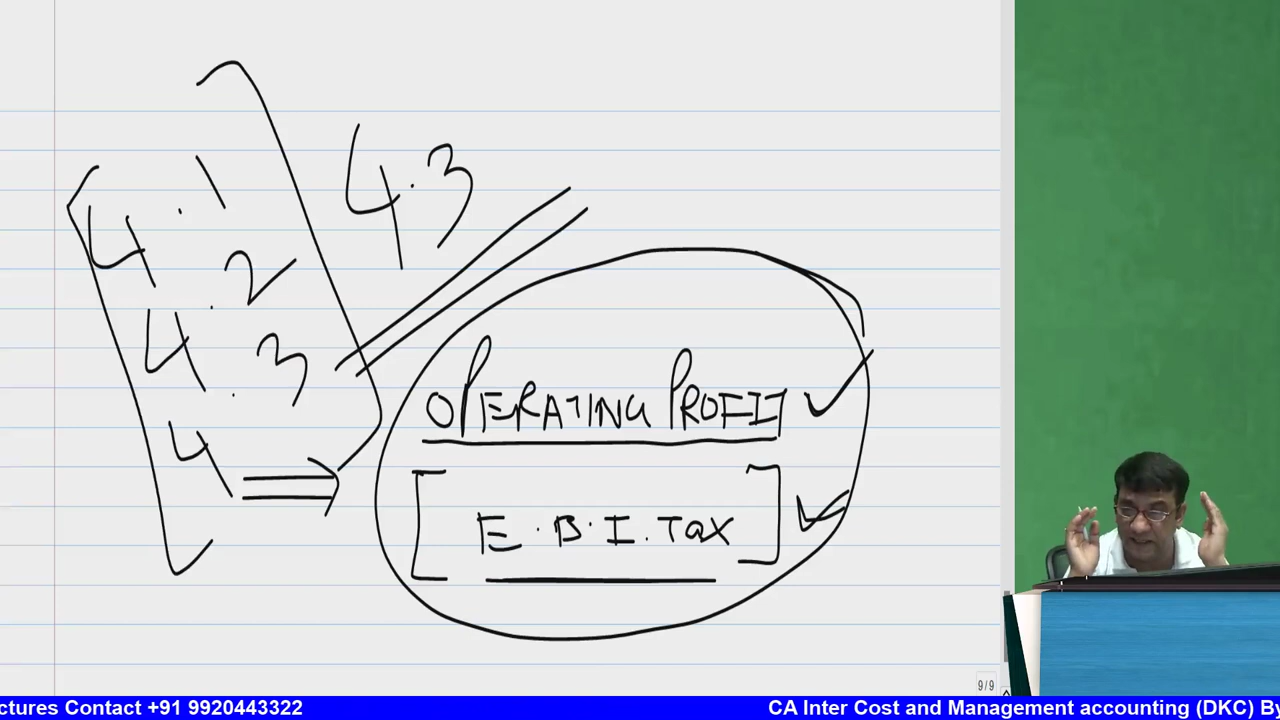 4.1
4.2
4.3
4
4.3
OPERATING PROFIT
[ E.B.I. Tax ]
9/9
ctures Contact +91 9920443322
CA Inter Cost and Management accounting (DKC) By